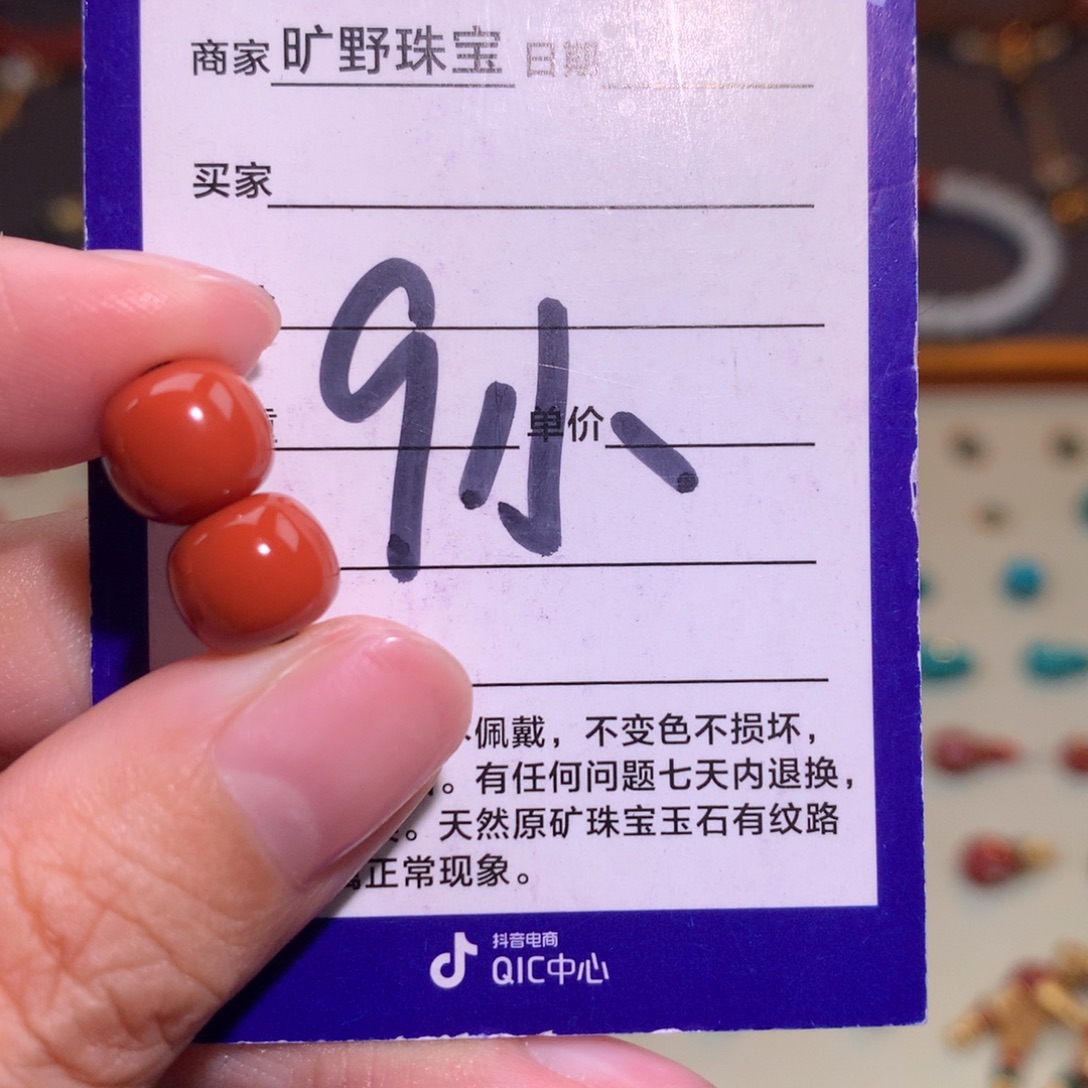 商家 旷野珠宝 日期
买家
9小
单价
佩戴，不变色不损坏，
。有任何问题七天内退换，
。天然原矿珠宝玉石有纹路
正常现象。
抖音电商
QIC中心